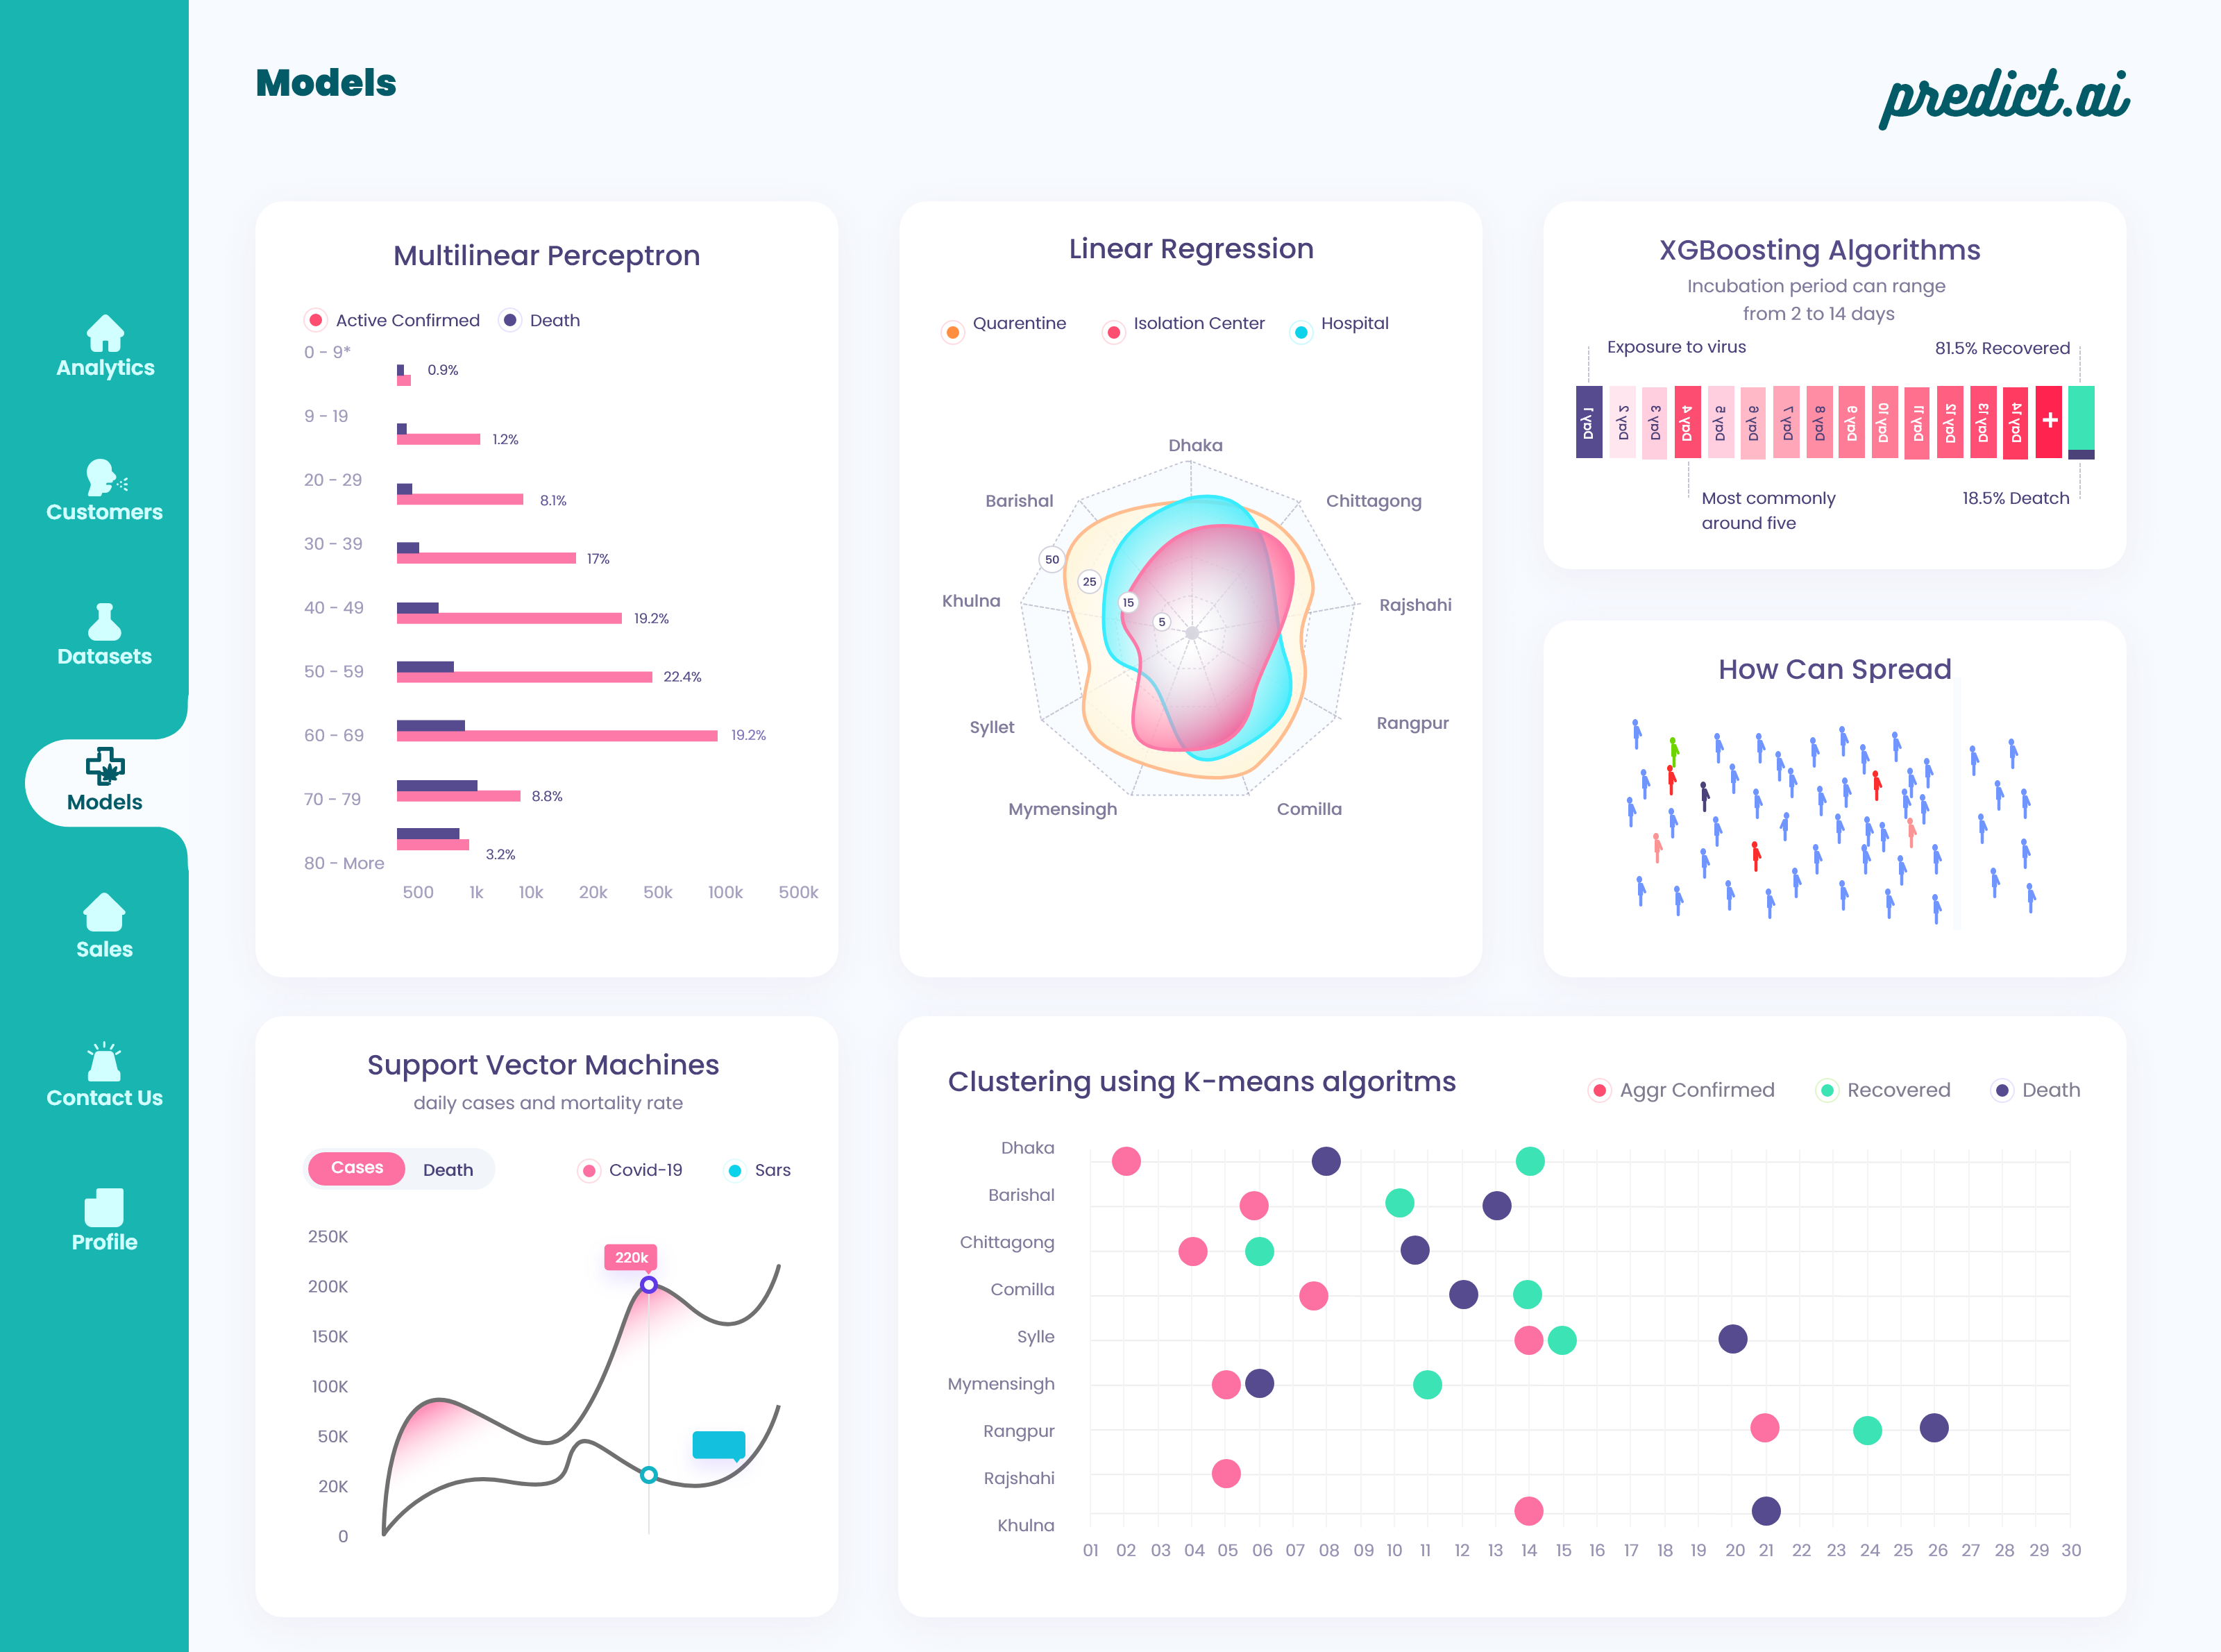 Models
predict.ai
Analytics
Customers
Datasets
Models
Sales
Contact Us
Profile
Multilinear Perceptron
Active Confirmed
Death
0 - 9*
0.9%
9 - 19
1.2%
20 - 29
8.1%
30 - 39
17%
40 - 49
19.2%
50 - 59
22.4%
60 - 69
19.2%
70 - 79
8.8%
80 - More
3.2%
500 1k 10k 20k 50k 100k 500k
Linear Regression
Quarentine
Isolation Center
Hospital
Dhaka
Barishal
Chittagong
50
25
15
5
Khulna
Rajshahi
Syllet
Rangpur
Mymensingh
Comilla
XGBoosting Algorithms
Incubation period can range
from 2 to 14 days
Exposure to virus
81.5% Recovered
Day 1
Day 2
Day 3
Day 4
Day 5
Day 6
Day 7
Day 8
Day 9
Day 10
Day 11
Day 12
Day 13
Day 14
+
Most commonly
around five
18.5% Deatch
How Can Spread
Support Vector Machines
daily cases and mortality rate
Cases
Death
Covid-19
Sars
250K
200K
150K
100K
50K
20K
0
220k
Clustering using K-means algoritms
Aggr Confirmed
Recovered
Death
Dhaka
Barishal
Chittagong
Comilla
Sylle
Mymensingh
Rangpur
Rajshahi
Khulna
01 02 03 04 05 06 07 08 09 10 11 12 13 14 15 16 17 18 19 20 21 22 23 24 25 26 27 28 29 30